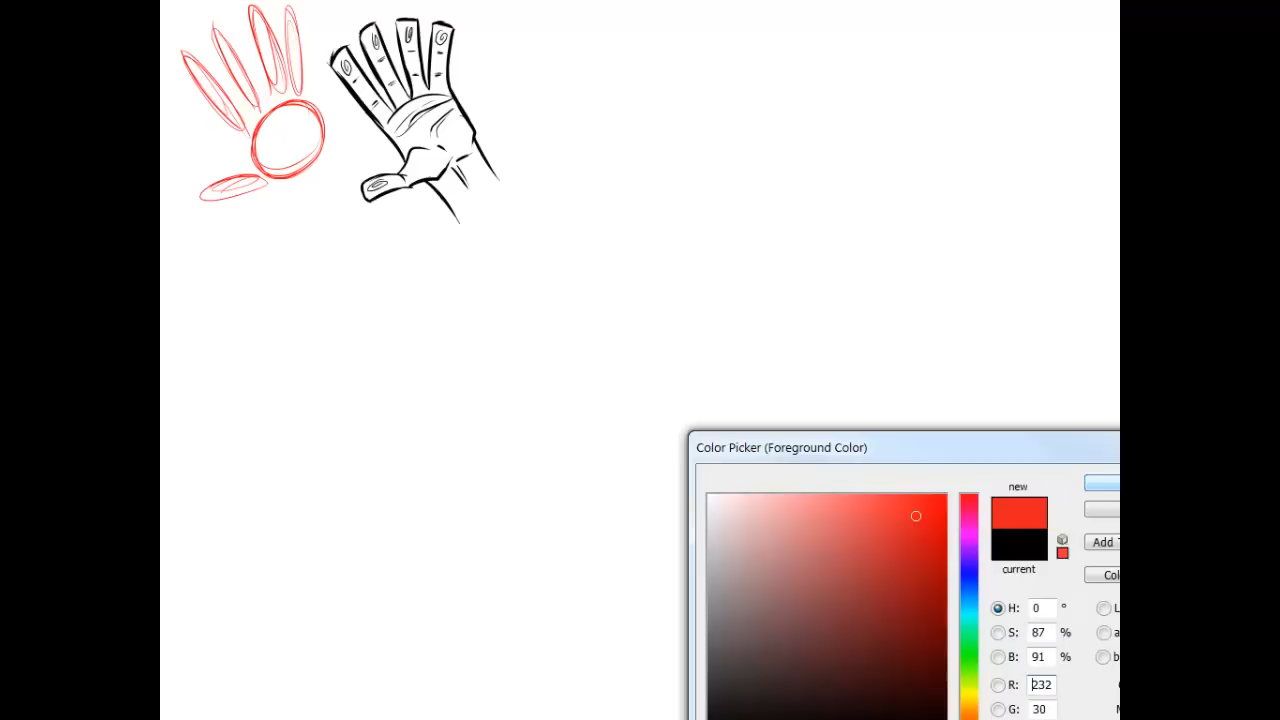 Color Picker (Foreground Color)
new
current
Add
H: 0 °
S: 87 %
B: 91 %
R: 232
G: 30
L
a
b